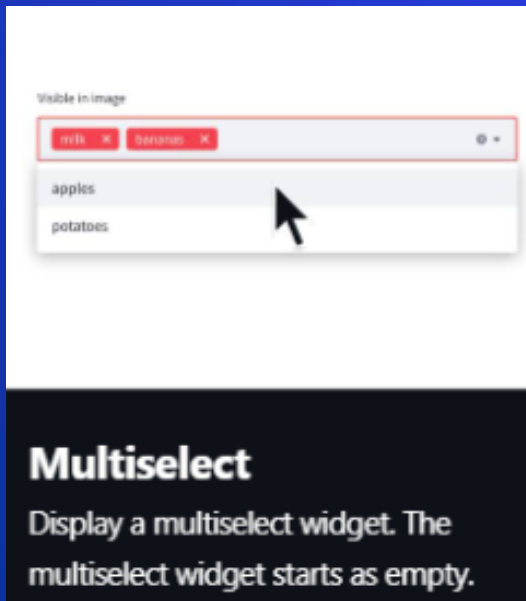 Visible in image
milk × bananas ×
apples
potatoes
Multiselect
Display a multiselect widget. The
multiselect widget starts as empty.